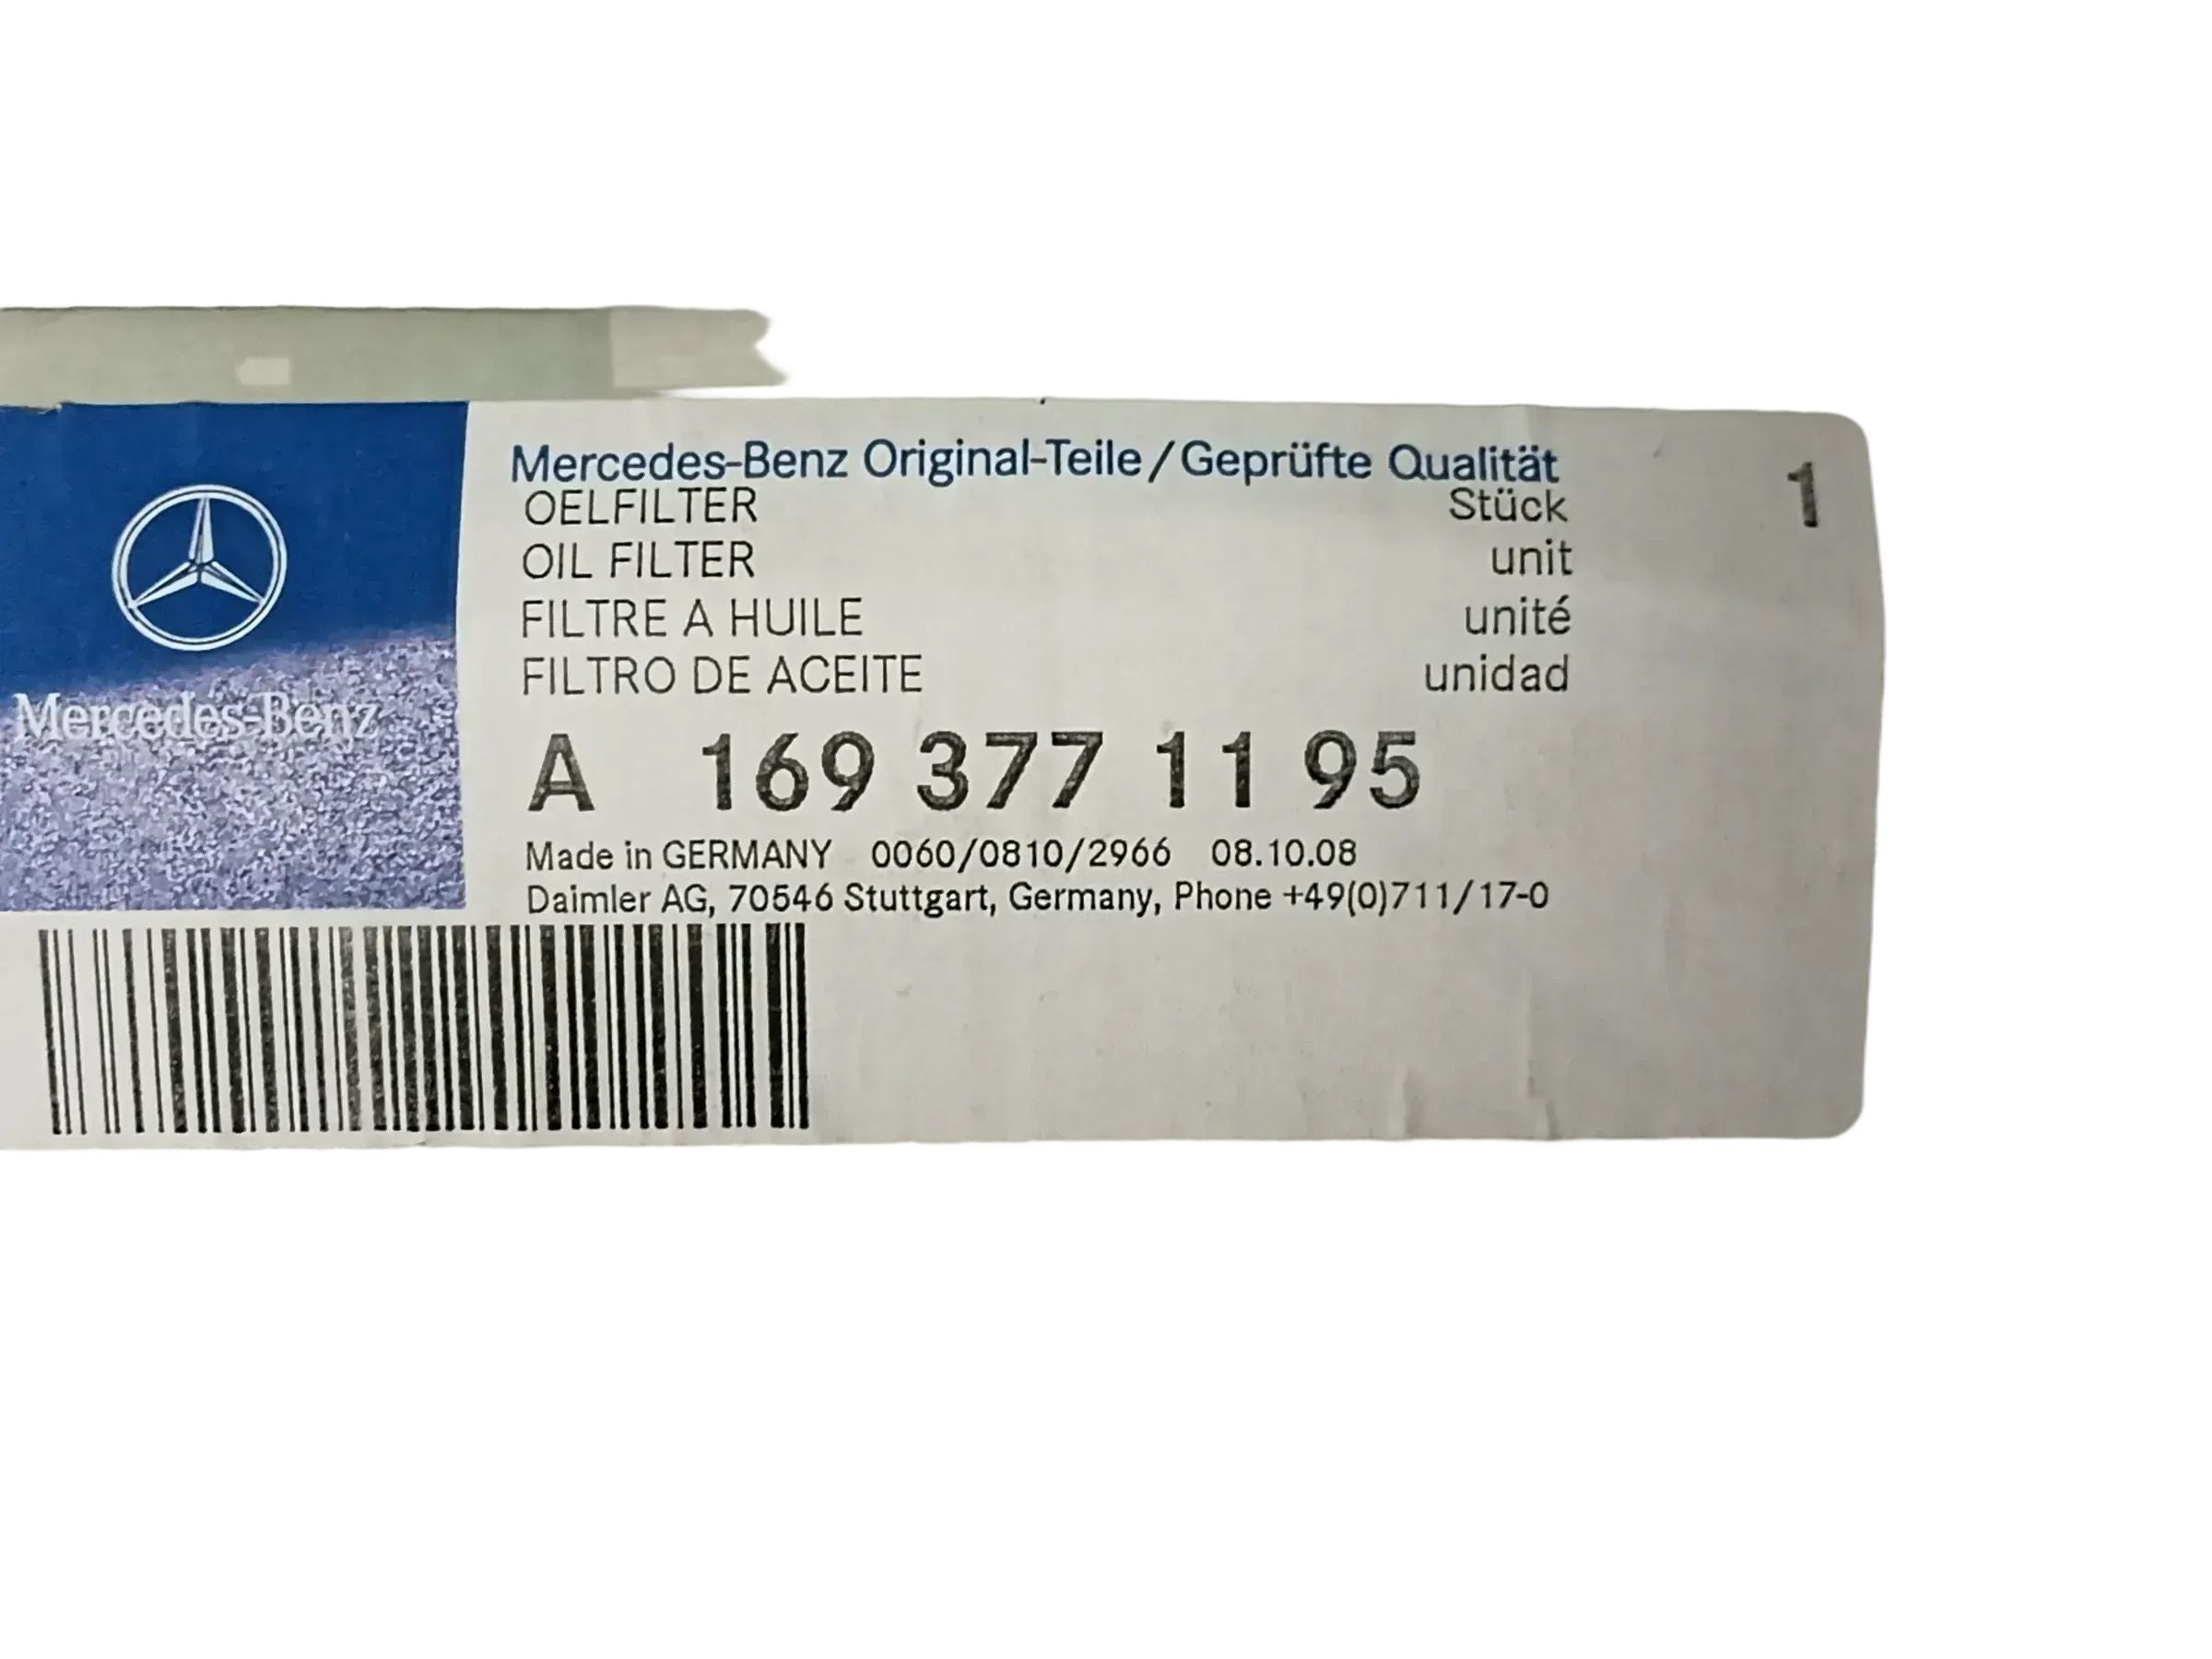 Mercedes-Benz
Mercedes-Benz Original-Teile/Geprüfte Qualität
OELFILTER Stück 1
OIL FILTER unit
FILTRE A HUILE unité
FILTRO DE ACEITE unidad
A 169 377 11 95
Made in GERMANY 0060/0810/2966 08.10.08
Daimler AG, 70546 Stuttgart, Germany, Phone +49(0)711/17-0